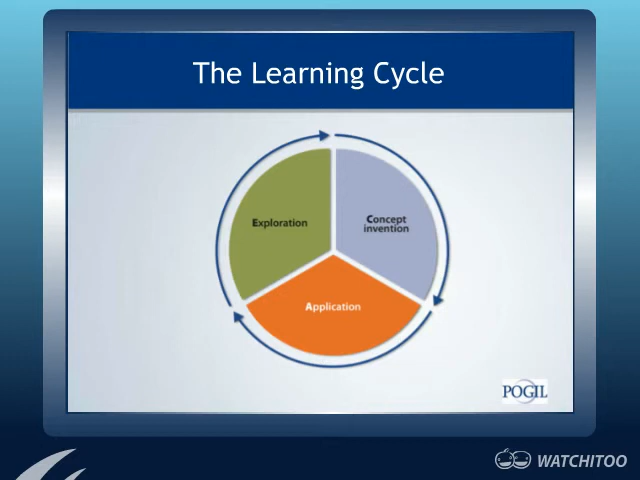 The Learning Cycle
Exploration
Concept
invention
Application
POGIL
WATCHITOO